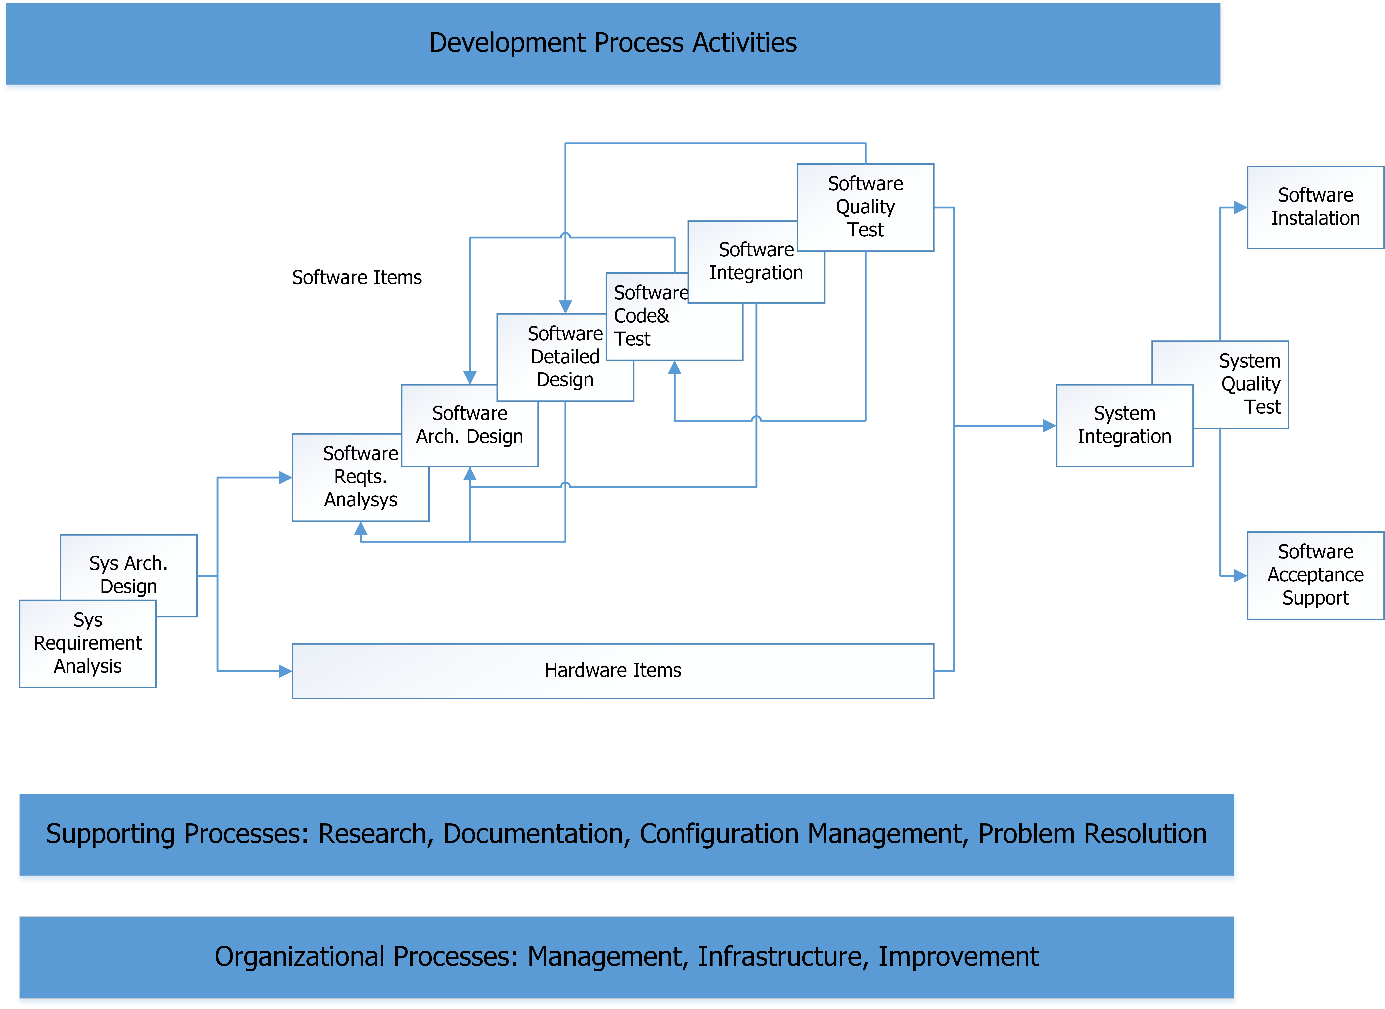 Development Process Activities
Software
Quality
Test
Software
Instalation
Software
Integration
Software Items
Software
Code&
Test
Software
Detailed
Design
System
Quality
Test
Software
Arch. Design
System
Integration
Software
Reqts.
Analysys
Sys Arch.
Design
Software
Acceptance
Support
Sys
Requirement
Analysis
Hardware Items
Supporting Processes: Research, Documentation, Configuration Management, Problem Resolution
Organizational Processes: Management, Infrastructure, Improvement